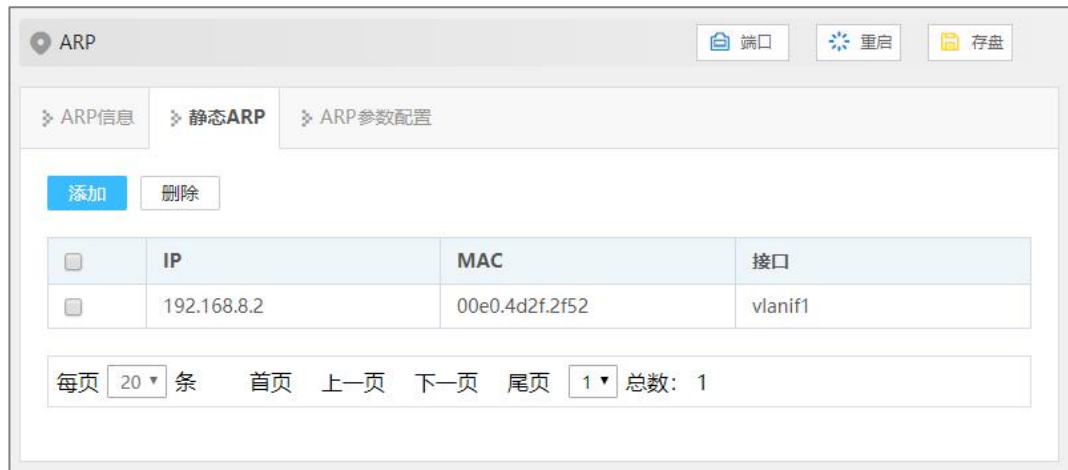 ARP 端口 重启 存盘
ARP信息 静态ARP ARP参数配置
添加 删除
IP MAC 接口
192.168.8.2 00e0.4d2f.2f52 vlanif1
每页 20 条 首页 上一页 下一页 尾页 1 总数: 1